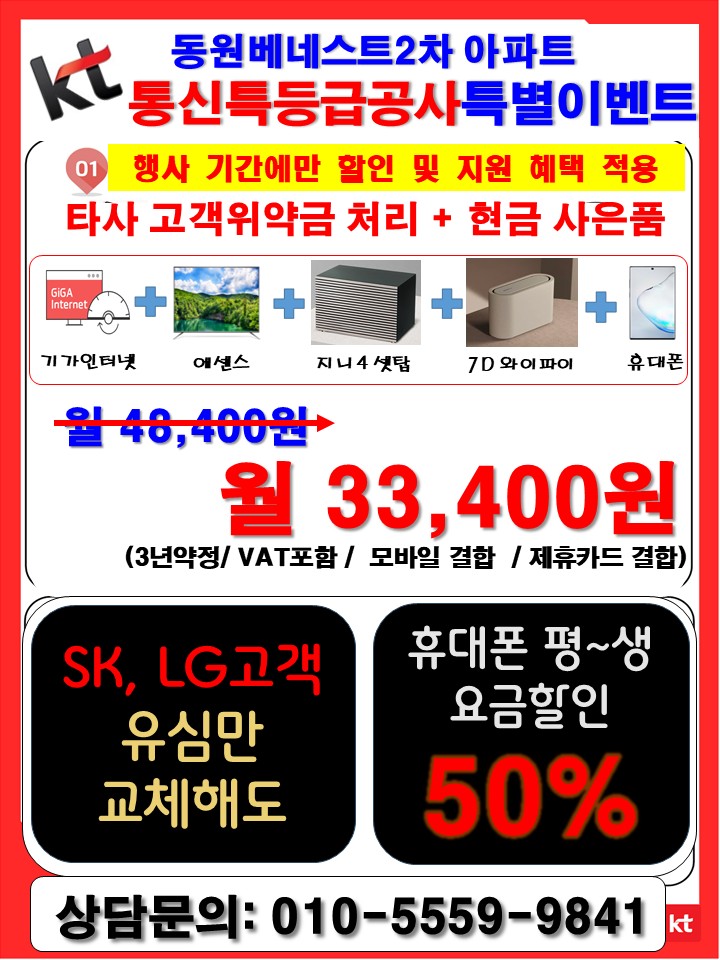 kt
동원베네스트2차 아파트
통신특등급공사특별이벤트
01 행사 기간에만 할인 및 지원 혜택 적용
타사 고객위약금 처리 + 현금 사은품
GiGA
Internet
기가인터넷 + 에센스 + 지니4셋탑 + 7D와이파이 + 휴대폰
월 48,400원
월 33,400원
(3년약정/ VAT포함 / 모바일 결합 / 제휴카드 결합)
SK, LG고객
유심만
교체해도
휴대폰 평~생
요금할인
50%
상담문의: 010-5559-9841
kt